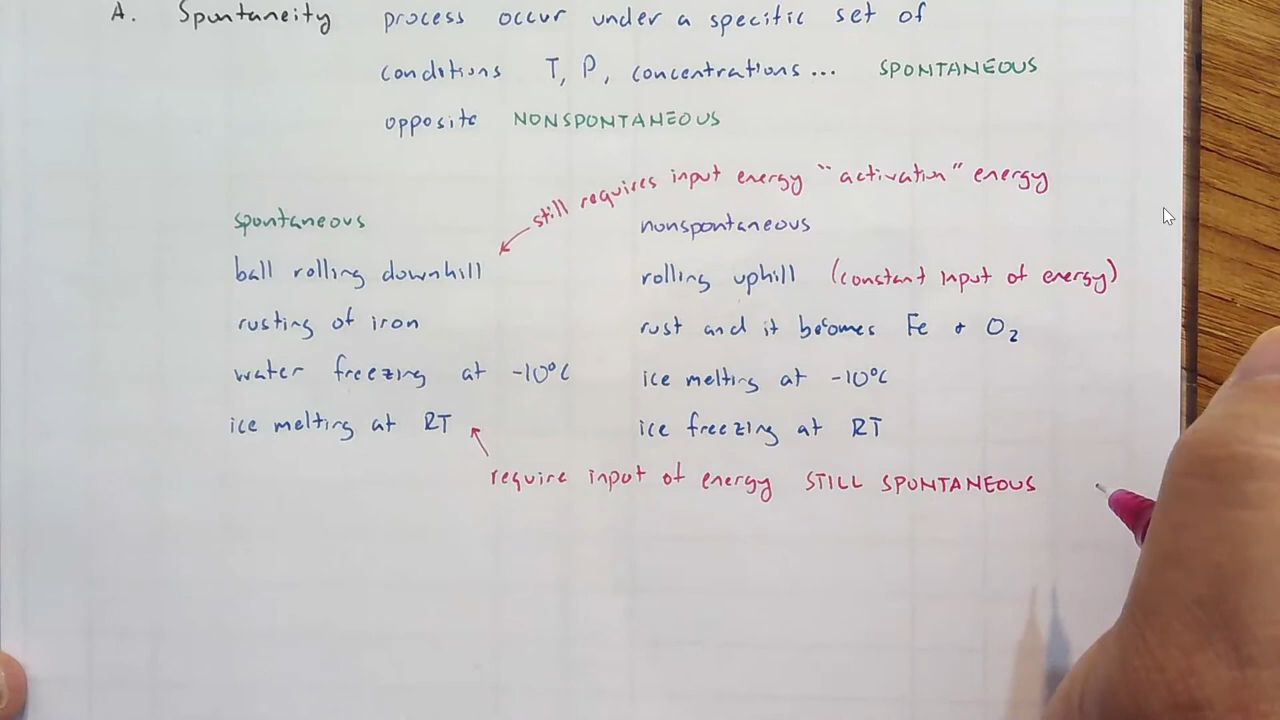 A. Spontaneity process occur under a specific set of
conditions T, P, concentrations... SPONTANEOUS
opposite NONSPONTANEOUS
still requires input energy "activation" energy
spontaneous nonspontaneous
ball rolling downhill rolling uphill (constant input of energy)
rusting of iron rust and it becomes Fe + O₂
water freezing at -10°C ice melting at -10°C
ice melting at RT ice freezing at RT
require input of energy STILL SPONTANEOUS